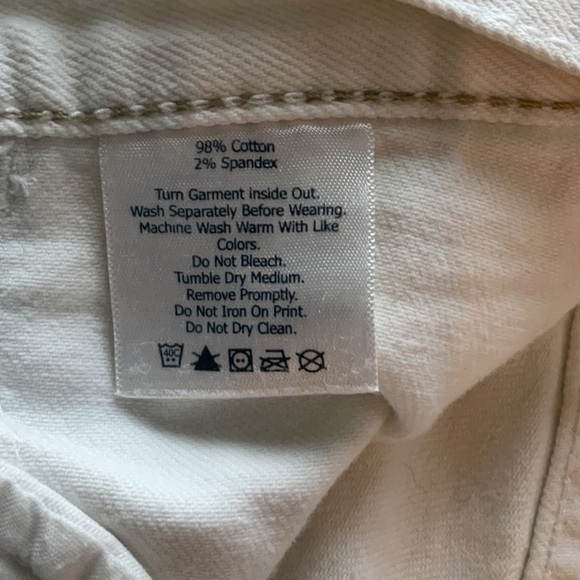 98% Cotton
2% Spandex
Turn Garment inside Out.
Wash Separately Before Wearing.
Machine Wash Warm With Like
Colors.
Do Not Bleach.
Tumble Dry Medium.
Remove Promptly.
Do Not Iron On Print.
Do Not Dry Clean.
40C